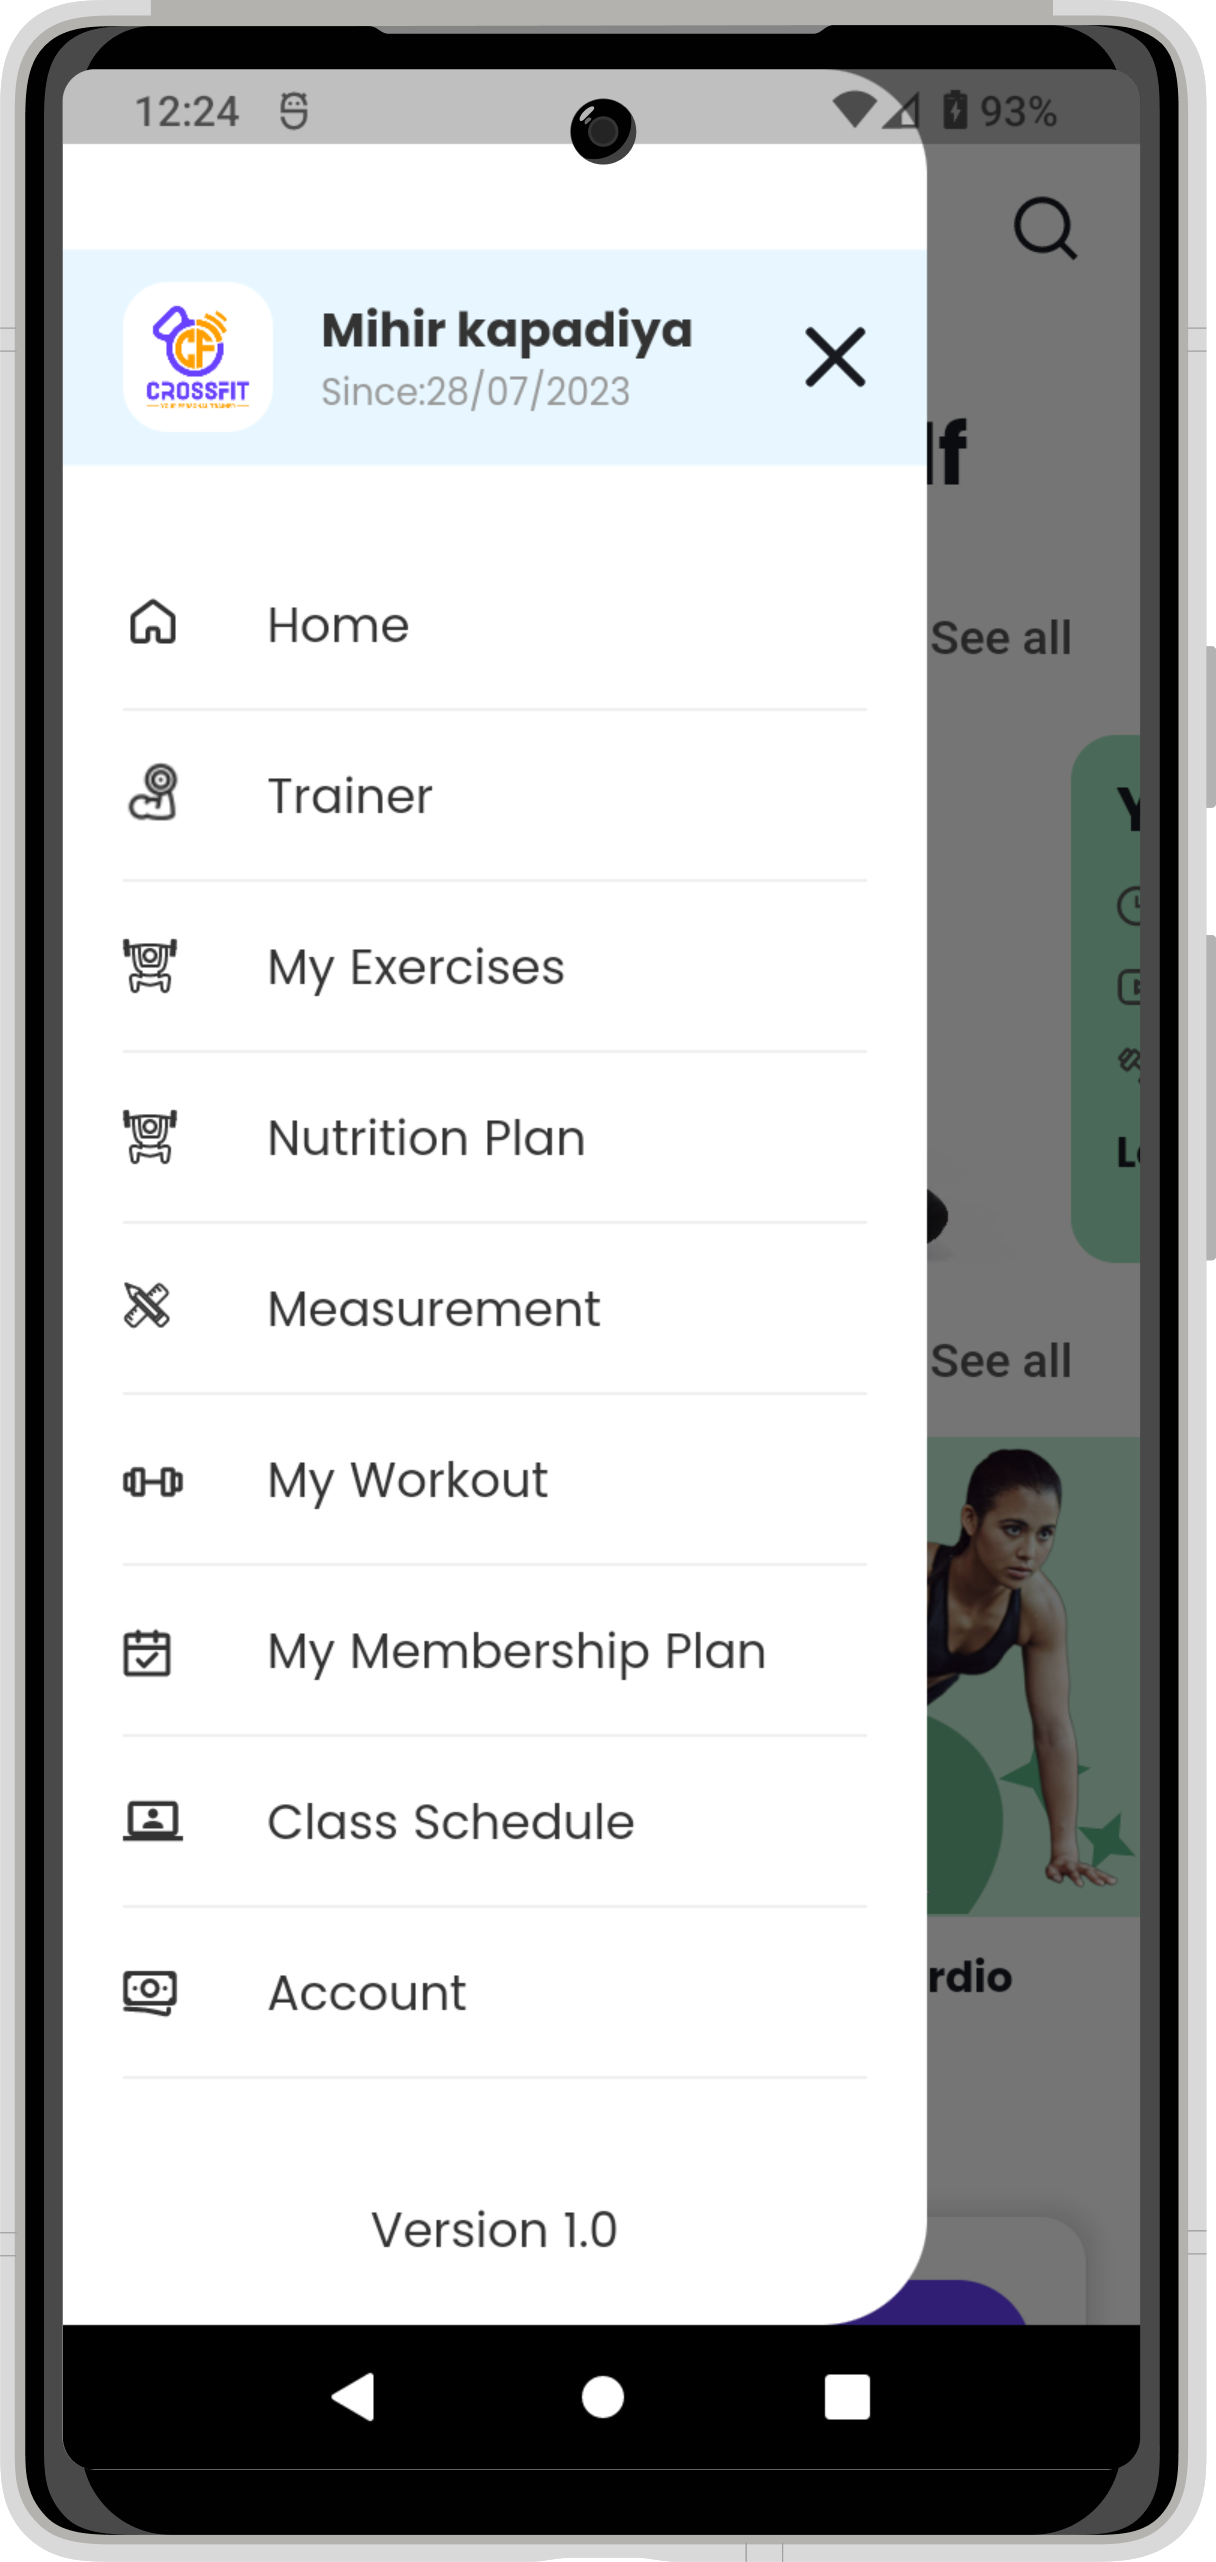 12:24
93%
Mihir kapadiya
Since:28/07/2023
CF
CROSSFIT
lf
Home
See all
Trainer
Y
My Exercises
Nutrition Plan
L
Measurement
See all
My Workout
My Membership Plan
Class Schedule
Account
rdio
Version 1.0